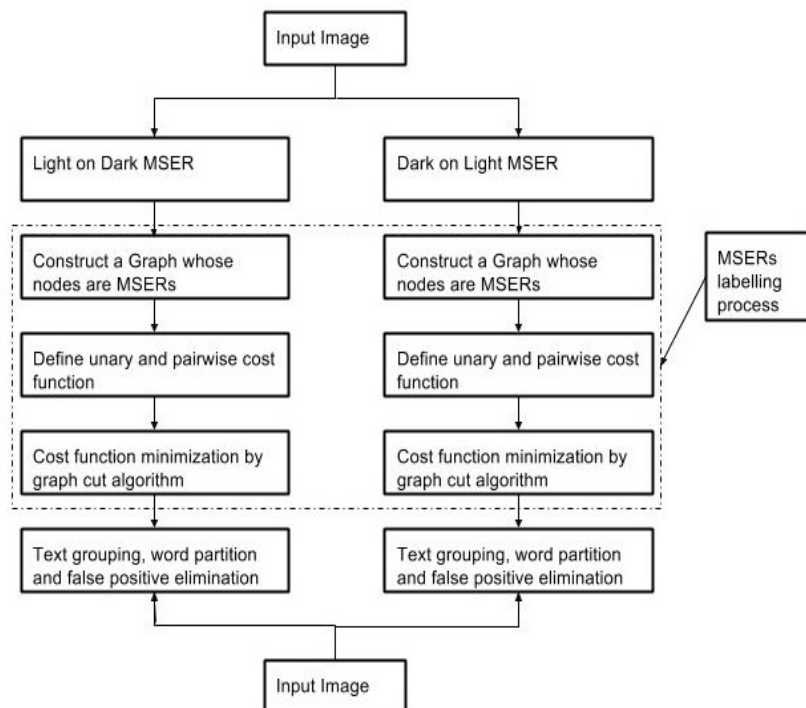 Input Image
Light on Dark MSER
Dark on Light MSER
Construct a Graph whose
nodes are MSERs
Construct a Graph whose
nodes are MSERs
MSERs
labelling
process
Define unary and pairwise cost
function
Define unary and pairwise cost
function
Cost function minimization by
graph cut algorithm
Cost function minimization by
graph cut algorithm
Text grouping, word partition
and false positive elimination
Text grouping, word partition
and false positive elimination
Input Image